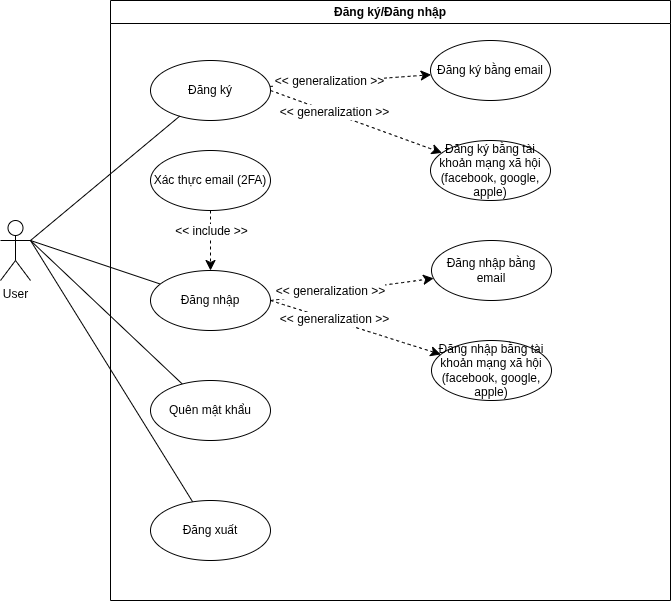 Đăng ký/Đăng nhập
Đăng ký
<< generalization >>
Đăng ký bằng email
<< generalization >>
Đăng ký bằng tài
khoản mạng xã hội
(facebook, google,
apple)
Xác thực email (2FA)
<< include >>
User
Đăng nhập
<< generalization >>
Đăng nhập bằng
email
<< generalization >>
Đăng nhập bằng tài
khoản mạng xã hội
(facebook, google,
apple)
Quên mật khẩu
Đăng xuất